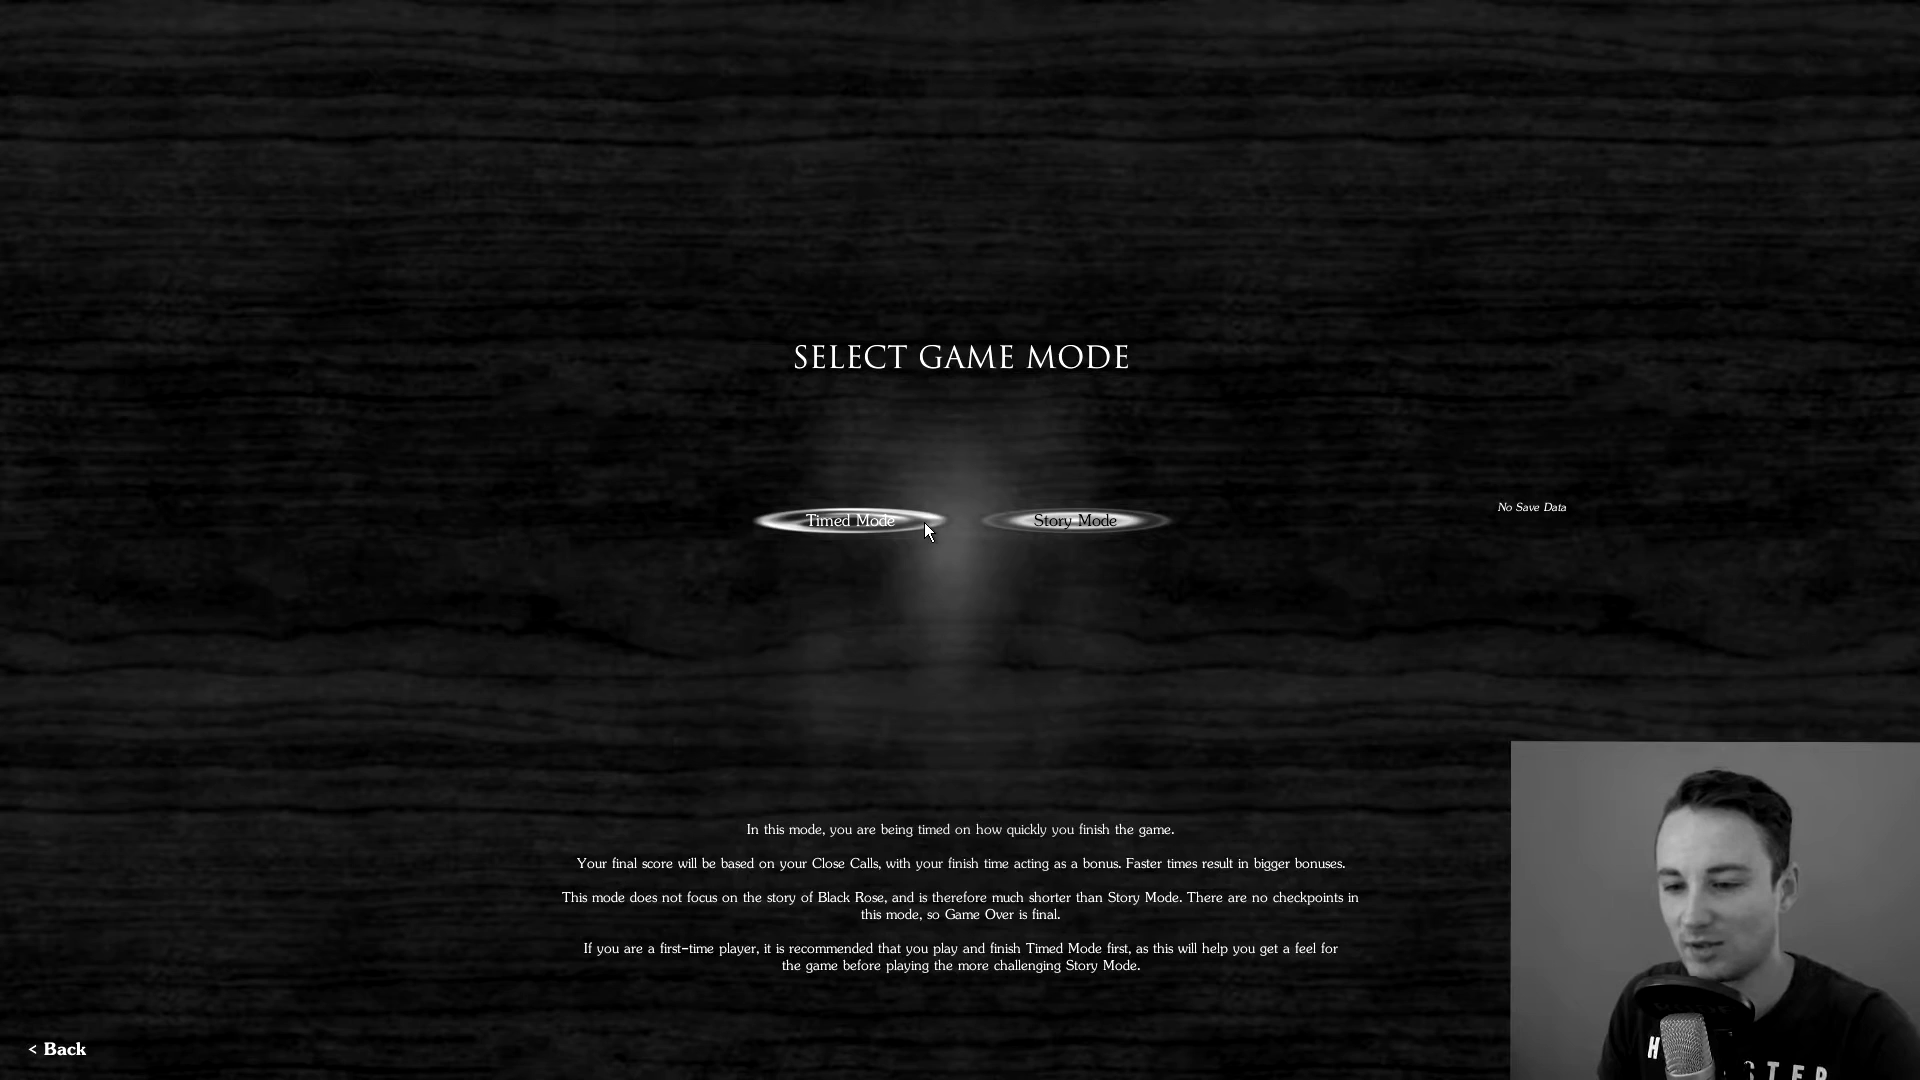 SELECT GAME MODE
Timed Mode
Story Mode
No Save Data
In this mode, you are being timed on how quickly you finish the game.
Your final score will be based on your Close Calls, with your finish time acting as a bonus. Faster times result in bigger bonuses.
This mode does not focus on the story of Black Rose, and is therefore much shorter than Story Mode. There are no checkpoints in
this mode, so Game Over is final.
If you are a first-time player, it is recommended that you play and finish Timed Mode first, as this will help you get a feel for
the game before playing the more challenging Story Mode.
< Back